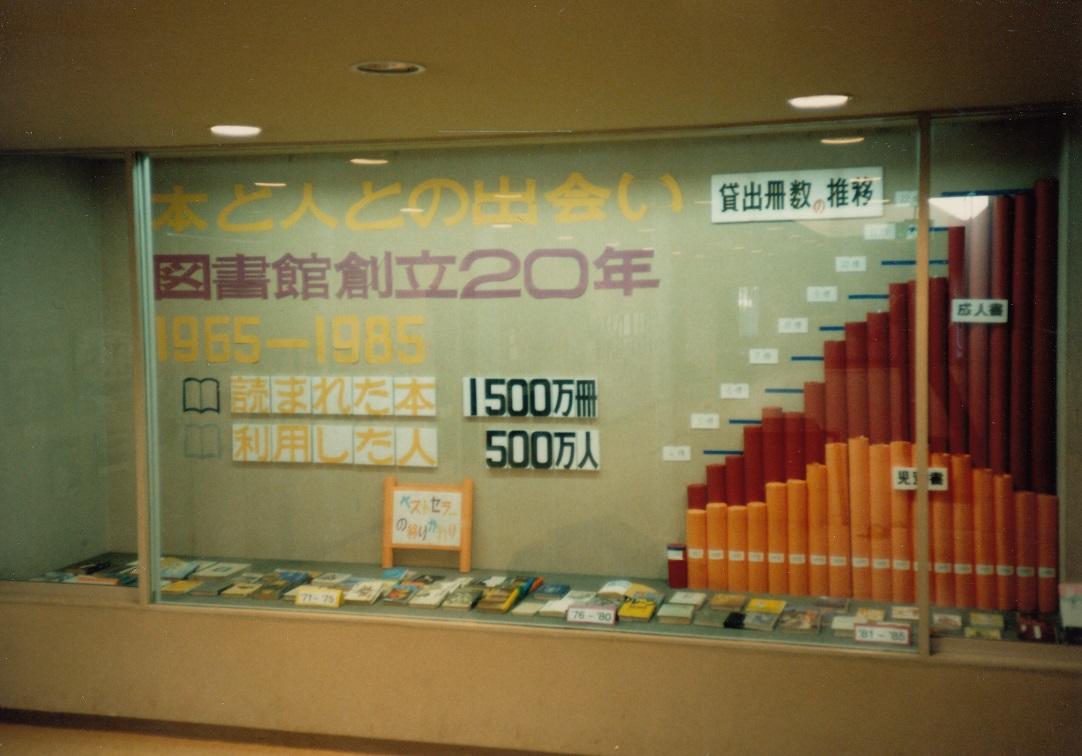 本と人との出会い
図書館創立20年
1965—1985
読まれた本 1500万冊
利用した人 500万人
貸出冊数の推移
成人書
児童書
ベストセラー
の移りかわり
'71～'75
'76～'80
'81～'85